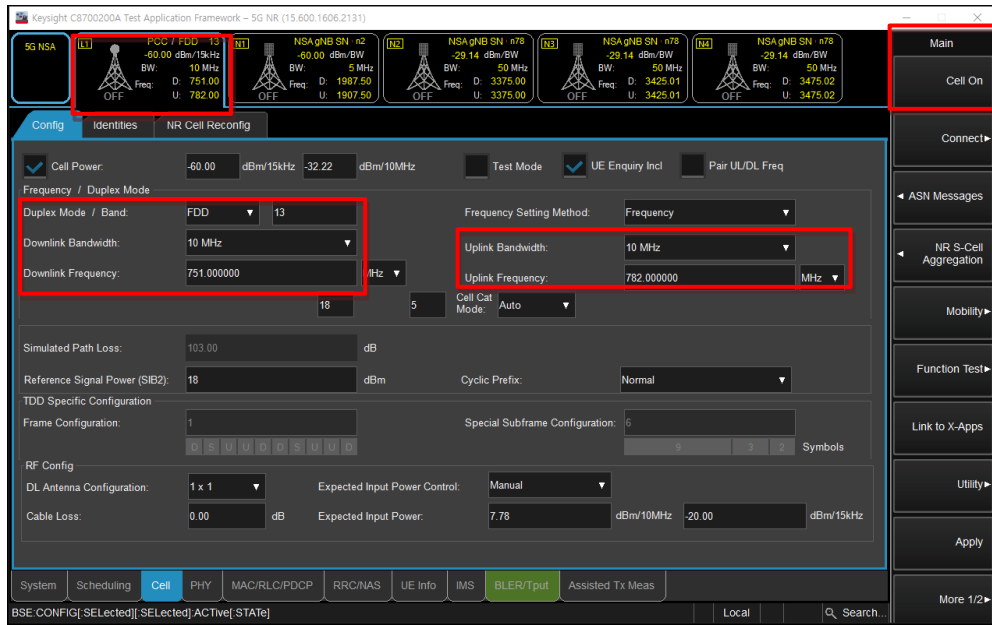 Keysight C8700200A Test Application Framework – 5G NR (15.600.1606.2131)
5G NSA
L1 PCC / FDD 13
-60.00 dBm/15kHz
BW: 10 MHz
Freq: D: 751.00
U: 782.00
OFF
N1 NSA gNB SN · n2
-60.00 dBm/BW
BW: 5 MHz
Freq: D: 1987.50
U: 1907.50
OFF
N2 NSA gNB SN · n78
-29.14 dBm/BW
BW: 50 MHz
Freq: D: 3375.00
U: 3375.00
OFF
N3 NSA gNB SN · n78
-29.14 dBm/BW
BW: 50 MHz
Freq: D: 3425.01
U: 3425.01
OFF
N4 NSA gNB SN · n78
-29.14 dBm/BW
BW: 50 MHz
Freq: D: 3475.02
U: 3475.02
OFF
Main
Cell On
Connect
ASN Messages
NR S-Cell
Aggregation
Mobility
Function Test
Link to X-Apps
Utility
Apply
More 1/2
Config Identities NR Cell Reconfig
Cell Power: -60.00 dBm/15kHz -32.22 dBm/10MHz Test Mode UE Enquiry Incl Pair UL/DL Freq
Frequency / Duplex Mode
Duplex Mode / Band: FDD 13 Frequency Setting Method: Frequency
Downlink Bandwidth: 10 MHz Uplink Bandwidth: 10 MHz
Downlink Frequency: 751.000000 MHz Uplink Frequency: 782.000000 MHz
18 5 Cell Cat
Mode: Auto
Simulated Path Loss: 103.00 dB
Reference Signal Power (SIB2): 18 dBm Cyclic Prefix: Normal
TDD Specific Configuration
Frame Configuration: 1 Special Subframe Configuration: 6
D S U U D D S U U D 9 3 2 Symbols
RF Config
DL Antenna Configuration: 1 x 1 Expected Input Power Control: Manual
Cable Loss: 0.00 dB Expected Input Power: 7.78 dBm/10MHz -20.00 dBm/15kHz
System Scheduling Cell PHY MAC/RLC/PDCP RRC/NAS UE Info IMS BLER/Tput Assisted Tx Meas
BSE:CONFIG[:SELected][:SELected]:ACTive[:STATe] Local Search...